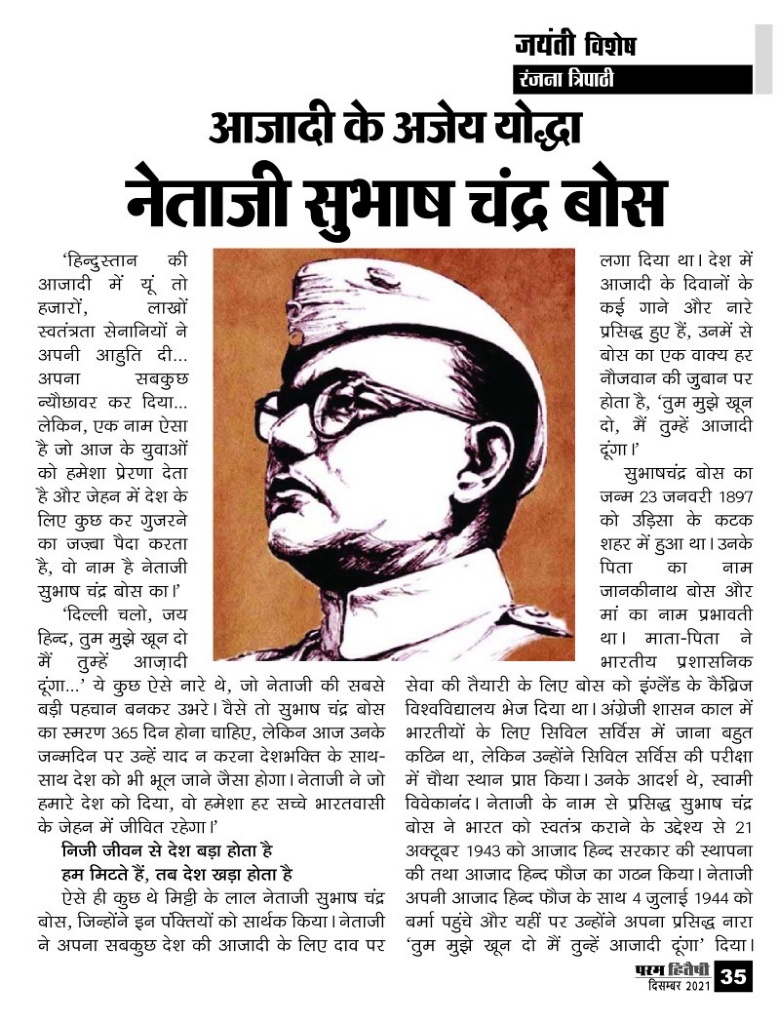 जयंती विशेष
रंजना त्रिपाठी
आजादी के अजेय योद्धा
नेताजी सुभाष चंद्र बोस
‘हिन्दुस्तान की
आजादी में यूं तो
हजारों, लाखों
स्वतंत्रता सेनानियों ने
अपनी आहुति दी...
अपना सबकुछ
न्यौछावर कर दिया...
लेकिन, एक नाम ऐसा
है जो आज के युवाओं
को हमेशा प्रेरणा देता
है और जेहन में देश के
लिए कुछ कर गुजरने
का जज़्बा पैदा करता
है, वो नाम है नेताजी
सुभाष चंद्र बोस का।’
‘दिल्ली चलो, जय
हिन्द, तुम मुझे खून दो
मैं तुम्हें आज़ादी
दूंगा...’ ये कुछ ऐसे नारे थे, जो नेताजी की सबसे
बड़ी पहचान बनकर उभरे। वैसे तो सुभाष चंद्र बोस
का स्मरण 365 दिन होना चाहिए, लेकिन आज उनके
जन्मदिन पर उन्हें याद न करना देशभक्ति के साथ-
साथ देश को भी भूल जाने जैसा होगा। नेताजी ने जो
हमारे देश को दिया, वो हमेशा हर सच्चे भारतवासी
के जेहन में जीवित रहेगा।’
निजी जीवन से देश बड़ा होता है
हम मिटते हैं, तब देश खड़ा होता है
ऐसे ही कुछ थे मिट्टी के लाल नेताजी सुभाष चंद्र
बोस, जिन्होंने इन पंक्तियों को सार्थक किया। नेताजी
ने अपना सबकुछ देश की आजादी के लिए दाव पर
लगा दिया था। देश में
आजादी के दिवानों के
कई गाने और नारे
प्रसिद्ध हुए हैं, उनमें से
बोस का एक वाक्य हर
नौजवान की जुबान पर
होता है, ‘तुम मुझे खून
दो, मैं तुम्हें आजादी
दूंगा।’
सुभाषचंद्र बोस का
जन्म 23 जनवरी 1897
को उड़िसा के कटक
शहर में हुआ था। उनके
पिता का नाम
जानकीनाथ बोस और
मां का नाम प्रभावती
था। माता-पिता ने
भारतीय प्रशासनिक
सेवा की तैयारी के लिए बोस को इंग्लैंड के कैंब्रिज
विश्वविद्यालय भेज दिया था। अंग्रेजी शासन काल में
भारतीयों के लिए सिविल सर्विस में जाना बहुत
कठिन था, लेकिन उन्होंने सिविल सर्विस की परीक्षा
में चौथा स्थान प्राप्त किया। उनके आदर्श थे, स्वामी
विवेकानंद। नेताजी के नाम से प्रसिद्ध सुभाष चंद्र
बोस ने भारत को स्वतंत्र कराने के उद्देश्य से 21
अक्टूबर 1943 को आजाद हिन्द सरकार की स्थापना
की तथा आजाद हिन्द फौज का गठन किया। नेताजी
अपनी आजाद हिन्द फौज के साथ 4 जुलाई 1944 को
बर्मा पहुंचे और यहीं पर उन्होंने अपना प्रसिद्ध नारा
‘तुम मुझे खून दो मैं तुन्हें आजादी दूंगा’ दिया।
परम हितैषी 35
दिसम्बर 2021